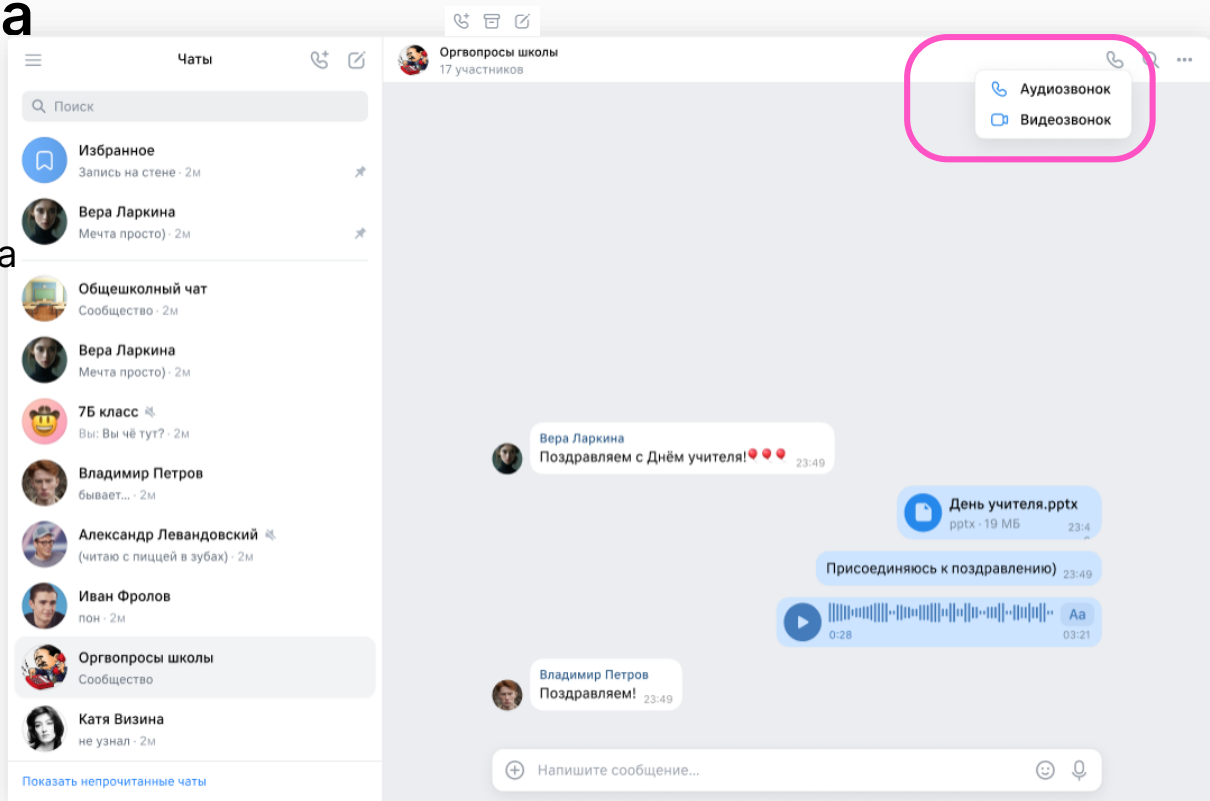 а
Чаты
Поиск
Избранное
Запись на стене · 2м
Вера Ларкина
Мечта просто) · 2м
а
Общешкольный чат
Сообщество · 2м
Вера Ларкина
Мечта просто) · 2м
7Б класс
Вы: Вы чё тут? · 2м
Владимир Петров
бывает... · 2м
Александр Левандовский
(читаю с пиццей в зубах) · 2м
Иван Фролов
пон · 2м
Оргвопросы школы
Сообщество
Катя Визина
не узнал · 2м
Показать непрочитанные чаты
Оргвопросы школы
17 участников
Аудиозвонок
Видеозвонок
Вера Ларкина
Поздравляем с Днём учителя!🎈🎈🎈 23:49
День учителя.pptx
pptx · 19 МБ 23:4
Присоединяюсь к поздравлению) 23:49
Aa
0:28 03:21
Владимир Петров
Поздравляем! 23:49
Напишите сообщение...